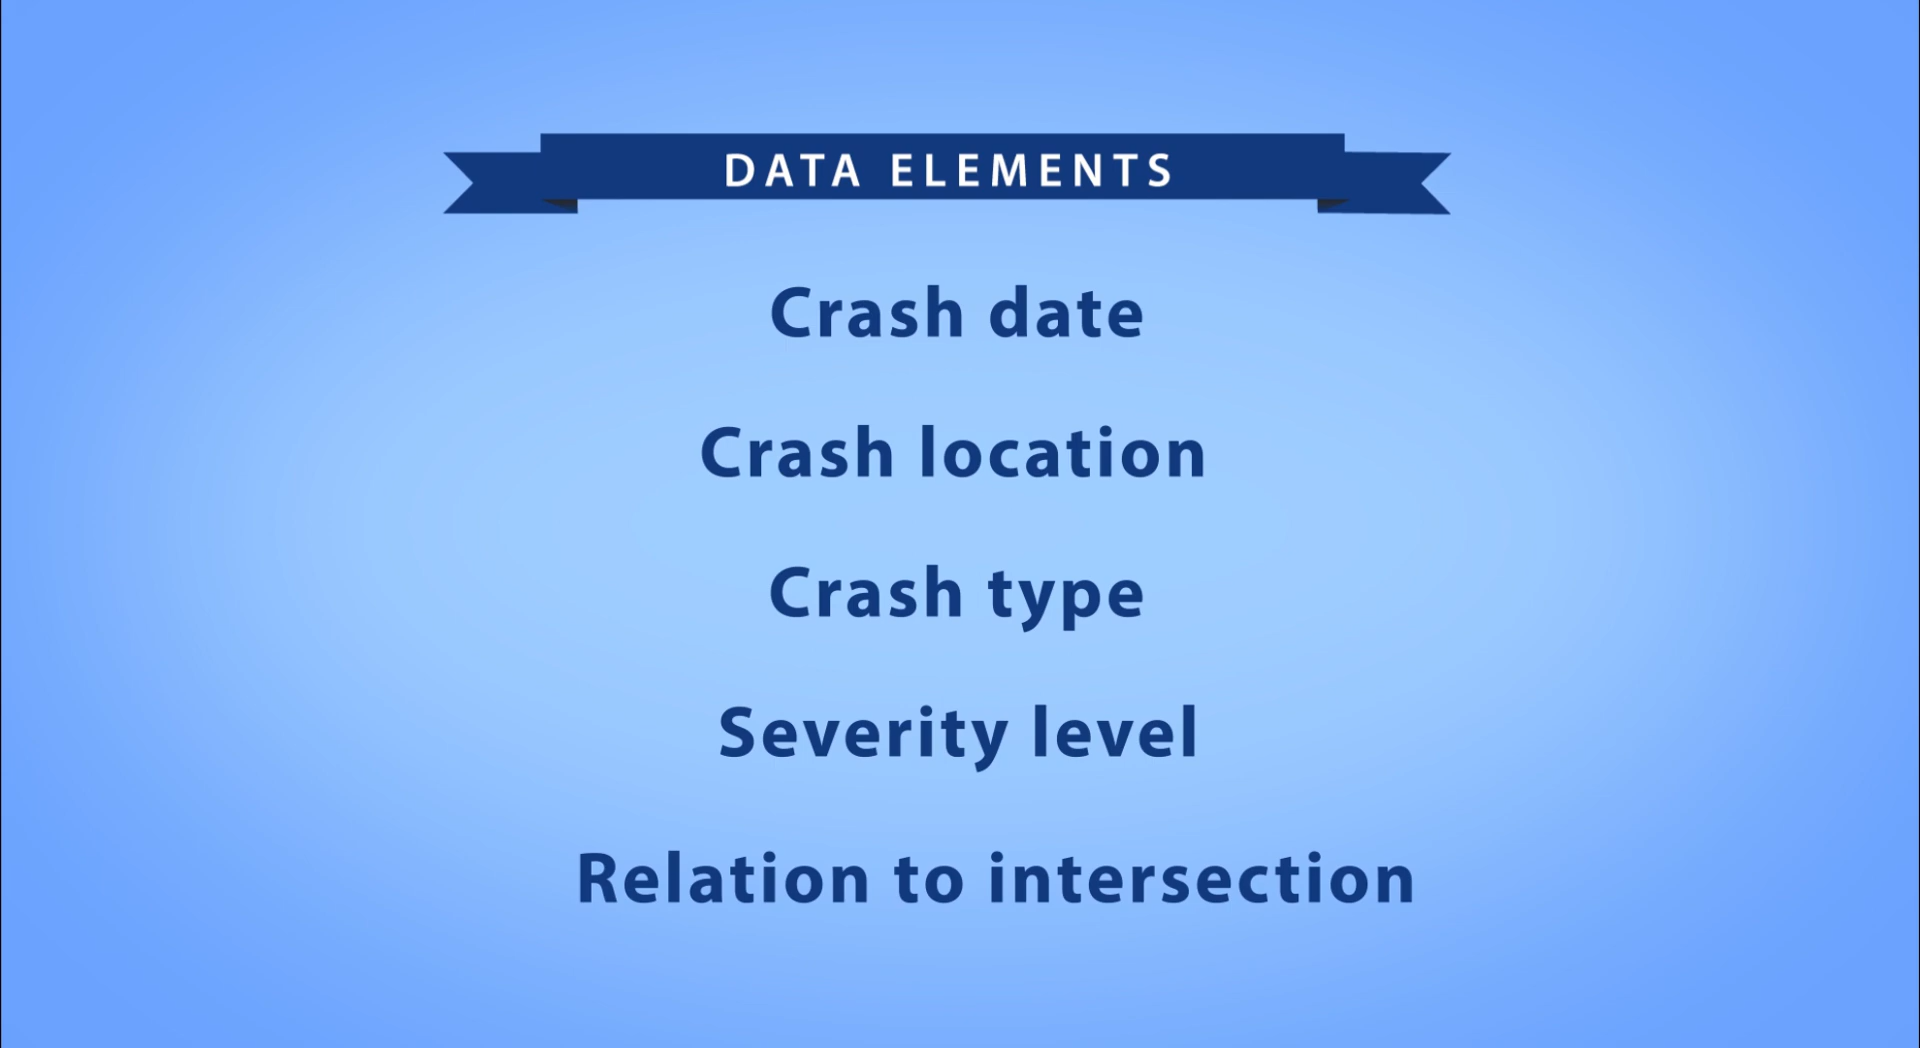 DATA ELEMENTS
Crash date
Crash location
Crash type
Severity level
Relation to intersection